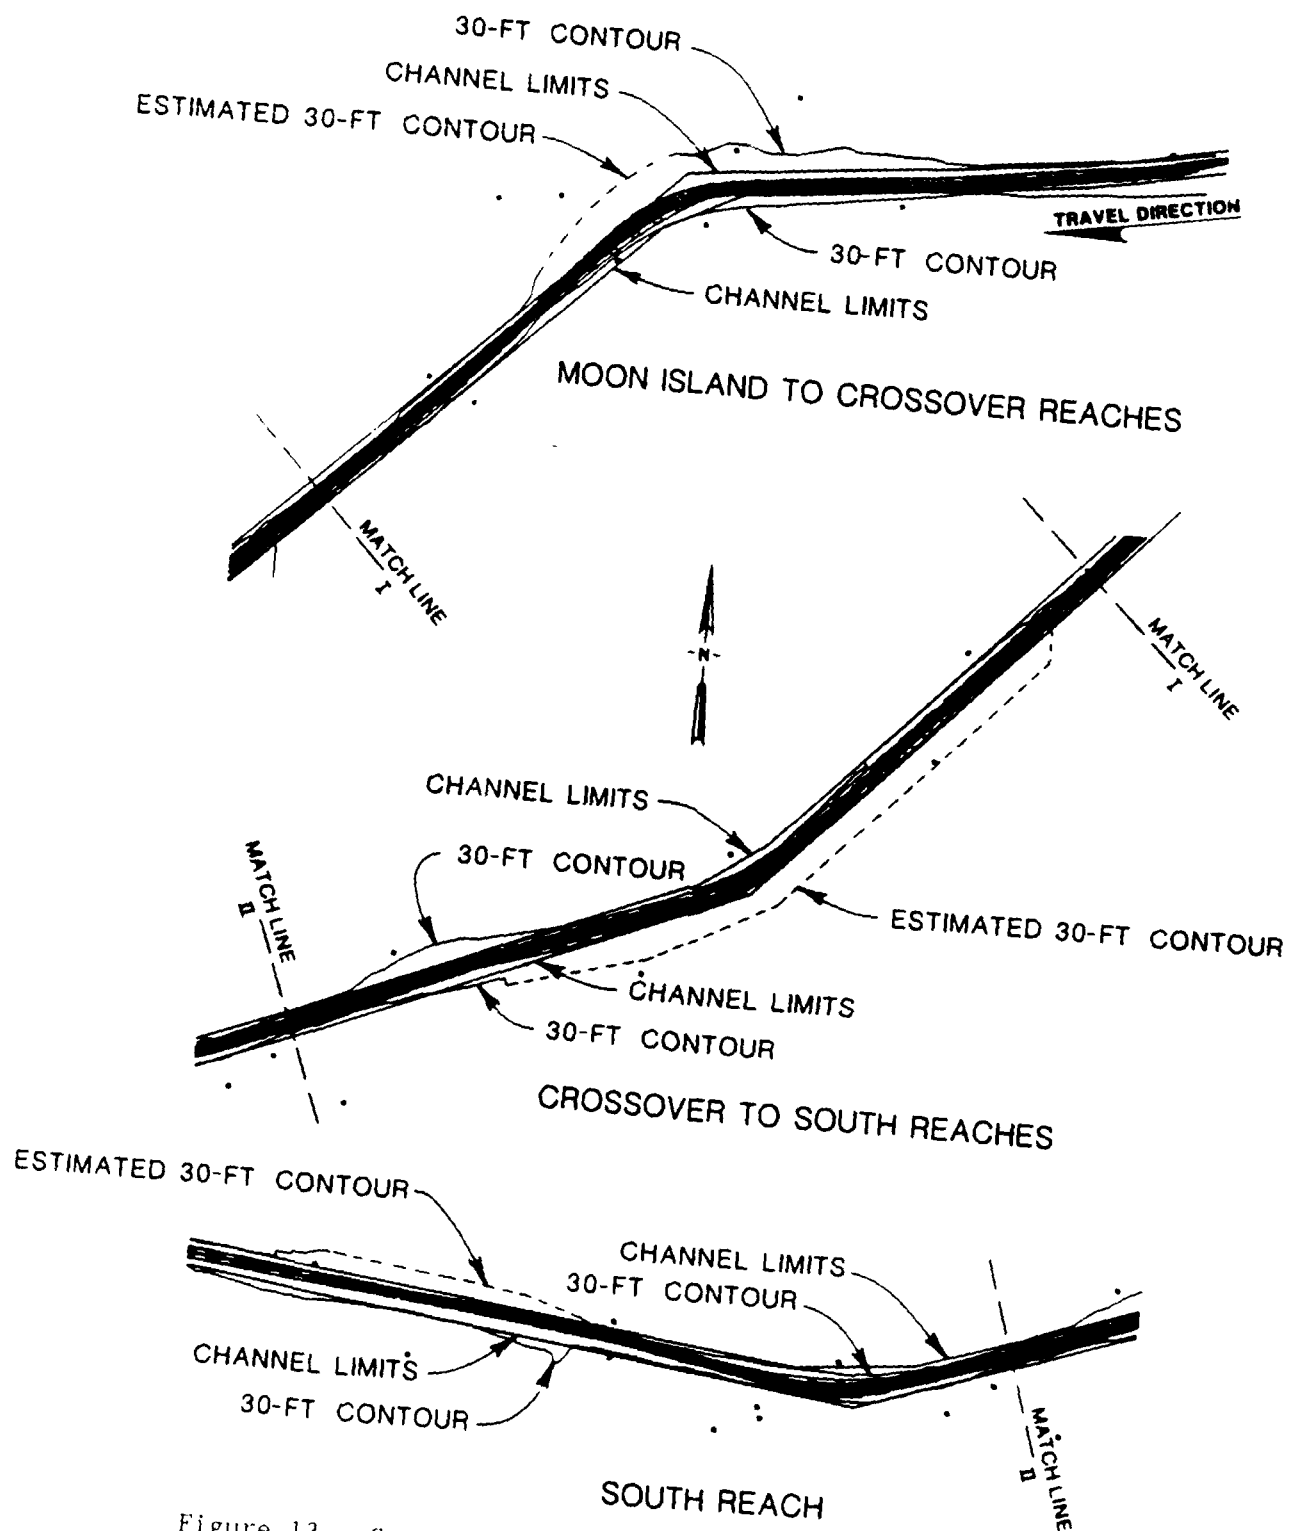 30-FT CONTOUR
CHANNEL LIMITS
ESTIMATED 30-FT CONTOUR
TRAVEL DIRECTION
30-FT CONTOUR
CHANNEL LIMITS
MOON ISLAND TO CROSSOVER REACHES
MATCH LINE
I
-N-
MATCH LINE
I
CHANNEL LIMITS
30-FT CONTOUR
MATCH LINE
II
ESTIMATED 30-FT CONTOUR
CHANNEL LIMITS
30-FT CONTOUR
CROSSOVER TO SOUTH REACHES
ESTIMATED 30-FT CONTOUR
CHANNEL LIMITS
30-FT CONTOUR
CHANNEL LIMITS
30-FT CONTOUR
MATCH LINE
II
SOUTH REACH
Figure 13